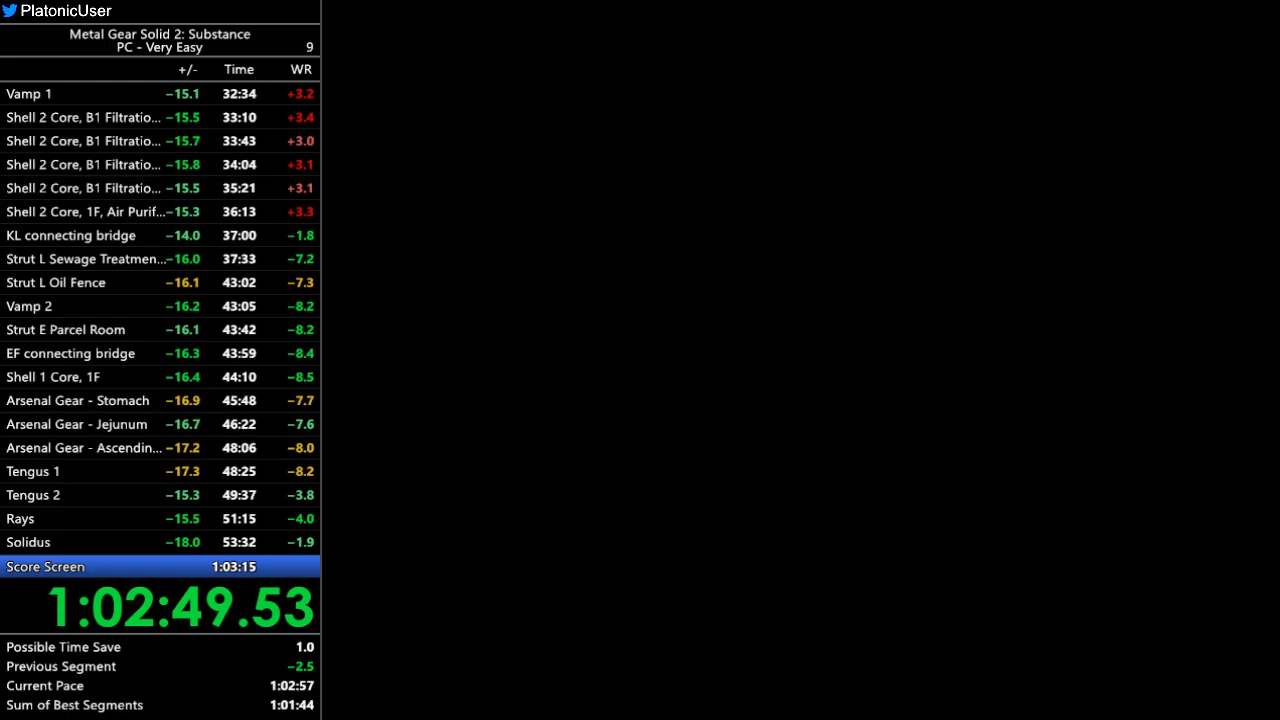 PlatonicUser
Metal Gear Solid 2: Substance
PC - Very Easy 9
+/- Time WR
Vamp 1 −15.1 32:34 +3.2
Shell 2 Core, B1 Filtratio... −15.5 33:10 +3.4
Shell 2 Core, B1 Filtratio... −15.7 33:43 +3.0
Shell 2 Core, B1 Filtratio... −15.8 34:04 +3.1
Shell 2 Core, B1 Filtratio... −15.5 35:21 +3.1
Shell 2 Core, 1F, Air Purif... −15.3 36:13 +3.3
KL connecting bridge −14.0 37:00 −1.8
Strut L Sewage Treatmen... −16.0 37:33 −7.2
Strut L Oil Fence −16.1 43:02 −7.3
Vamp 2 −16.2 43:05 −8.2
Strut E Parcel Room −16.1 43:42 −8.2
EF connecting bridge −16.3 43:59 −8.4
Shell 1 Core, 1F −16.4 44:10 −8.5
Arsenal Gear - Stomach −16.9 45:48 −7.7
Arsenal Gear - Jejunum −16.7 46:22 −7.6
Arsenal Gear - Ascendin... −17.2 48:06 −8.0
Tengus 1 −17.3 48:25 −8.2
Tengus 2 −15.3 49:37 −3.8
Rays −15.5 51:15 −4.0
Solidus −18.0 53:32 −1.9
Score Screen 1:03:15
1:02:49.53
Possible Time Save 1.0
Previous Segment −2.5
Current Pace 1:02:57
Sum of Best Segments 1:01:44